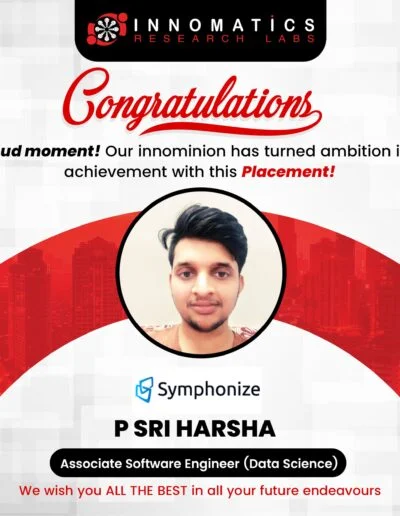 INNOMATICS
RESEARCH LABS
Congratulations
moment! Our innominion has turned ambition
achievement with this Placement!
Symphonize
P SRI HARSHA
Associate Software Engineer (Data Science)
We wish you ALL THE BEST in all your future endeavours